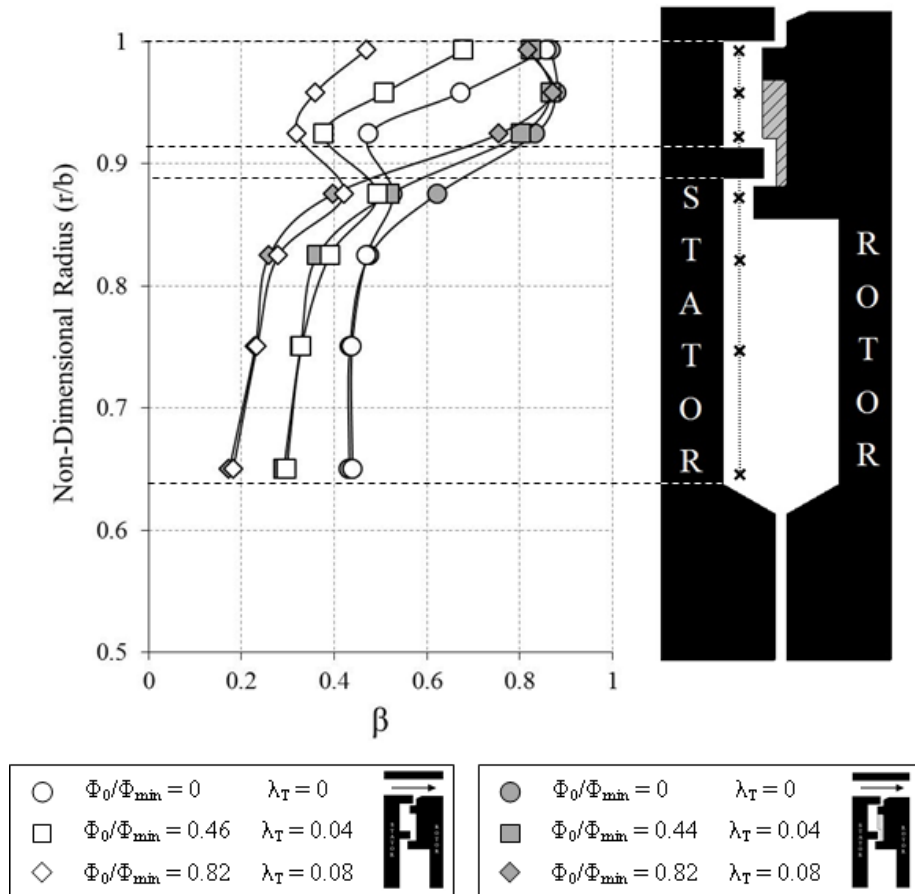 Non-Dimensional Radius (r/b)
1
0.9
0.8
0.7
0.6
0.5
0
0.2
0.4
0.6
0.8
1
β
STATOR
ROTOR
Φ0/Φmin = 0 λT = 0
Φ0/Φmin = 0.46 λT = 0.04
Φ0/Φmin = 0.82 λT = 0.08
Φ0/Φmin = 0 λT = 0
Φ0/Φmin = 0.44 λT = 0.04
Φ0/Φmin = 0.82 λT = 0.08